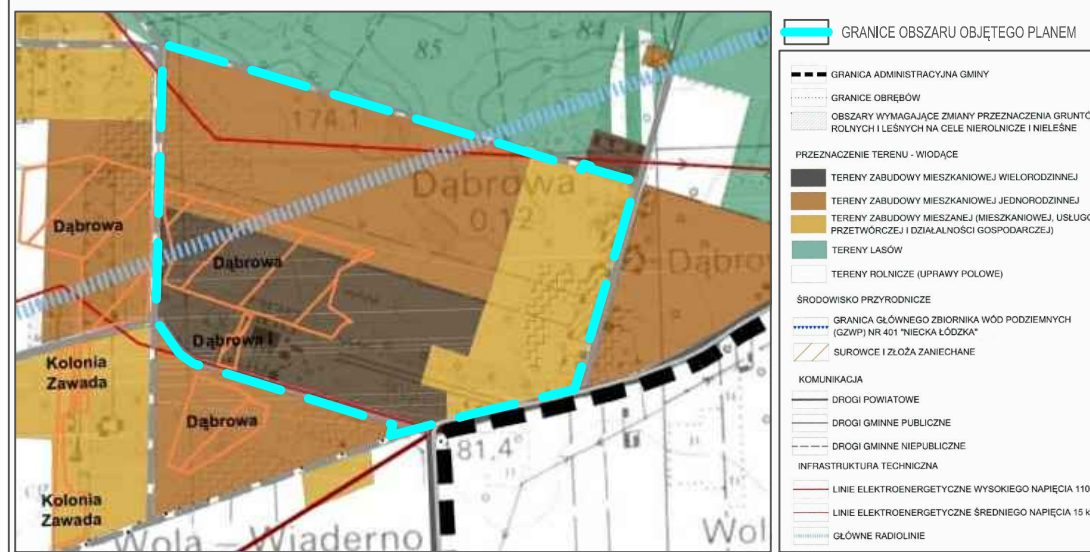 85
84
174.1
Dąbrowa
0.12
Dąbrowa
Dąbrowa
Dąbro
Dąbrowa I
Kolonia
Zawada
Dąbrowa
81.4
Kolonia
Zawada
Wola – Wiaderno
Wol
GRANICE OBSZARU OBJĘTEGO PLANEM
GRANICA ADMINISTRACYJNA GMINY
GRANICE OBRĘBÓW
OBSZARY WYMAGAJĄCE ZMIANY PRZEZNACZENIA GRUNTÓ
ROLNYCH I LEŚNYCH NA CELE NIEROLNICZE I NIELEŚNE
PRZEZNACZENIE TERENU - WIODĄCE
TERENY ZABUDOWY MIESZKANIOWEJ WIELORODZINNEJ
TERENY ZABUDOWY MIESZKANIOWEJ JEDNORODZINNEJ
TERENY ZABUDOWY MIESZANEJ (MIESZKANIOWEJ, USŁUGO
PRZETWÓRCZEJ I DZIAŁALNOŚCI GOSPODARCZEJ)
TERENY LASÓW
TERENY ROLNICZE (UPRAWY POLOWE)
ŚRODOWISKO PRZYRODNICZE
GRANICA GŁÓWNEGO ZBIORNIKA WÓD PODZIEMNYCH
(GZWP) NR 401 "NIECKA ŁÓDZKA"
SUROWCE I ZŁOŻA ZANIECHANE
KOMUNIKACJA
DROGI POWIATOWE
DROGI GMINNE PUBLICZNE
DROGI GMINNE NIEPUBLICZNE
INFRASTRUKTURA TECHNICZNA
LINIE ELEKTROENERGETYCZNE WYSOKIEGO NAPIĘCIA 110
LINIE ELEKTROENERGETYCZNE ŚREDNIEGO NAPIĘCIA 15 k
GŁÓWNE RADIOLINIE